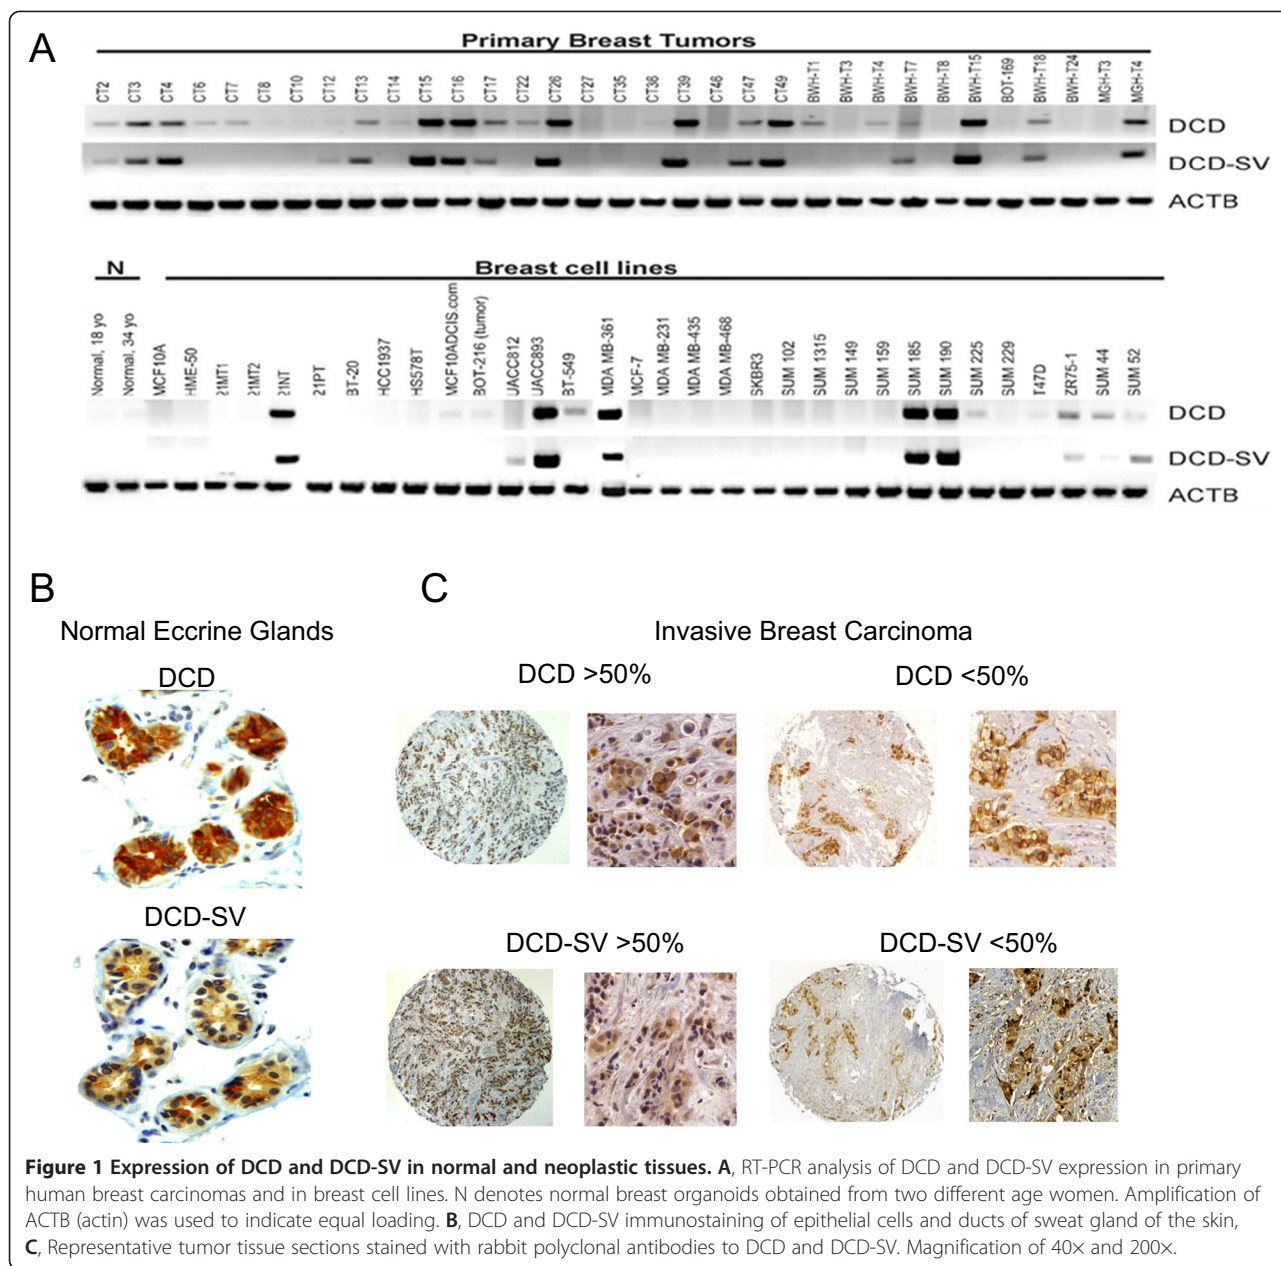 A
Primary Breast Tumors
CT2 CT3 CT4 CT6 CT7 CT8 CT10 CT12 CT13 CT14 CT15 CT16 CT17 CT22 CT26 CT27 CT35 CT36 CT39 CT46 CT47 CT49 BWH-T1 BWH-T3 BWH-T4 BWH-T7 BWH-T8 BWH-T15 BOT-169 BWH-T18 BWH-T24 MGH-T3 MGH-T4
DCD
DCD-SV
ACTB
N Breast cell lines
Normal, 18 yo Normal, 34 yo MCF10A HME-50 21MT1 21MT2 21NT 21PT BT-20 HCC1937 HS578T MCF10ADCIS.com BOT-216 (tumor) UACC812 UACC893 BT-549 MDA MB-361 MCF-7 MDA MB-231 MDA MB-435 MDA MB-468 SKBR3 SUM 102 SUM 1315 SUM 149 SUM 159 SUM 185 SUM 190 SUM 225 SUM 229 T47D ZR75-1 SUM 44 SUM 52
DCD
DCD-SV
ACTB
B
Normal Eccrine Glands
DCD
DCD-SV
C
Invasive Breast Carcinoma
DCD >50% DCD <50%
DCD-SV >50% DCD-SV <50%
Figure 1 Expression of DCD and DCD-SV in normal and neoplastic tissues. A, RT-PCR analysis of DCD and DCD-SV expression in primary
human breast carcinomas and in breast cell lines. N denotes normal breast organoids obtained from two different age women. Amplification of
ACTB (actin) was used to indicate equal loading. B, DCD and DCD-SV immunostaining of epithelial cells and ducts of sweat gland of the skin,
C, Representative tumor tissue sections stained with rabbit polyclonal antibodies to DCD and DCD-SV. Magnification of 40× and 200×.